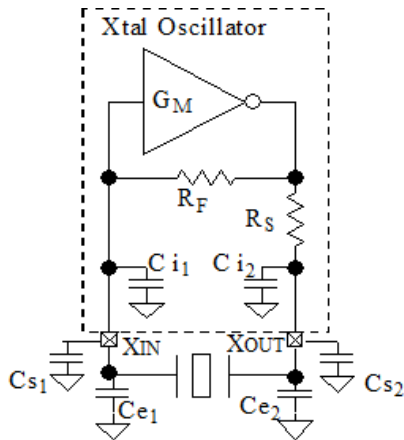 Xtal Oscillator
GM
RF
RS
C i1
C i2
XIN
XOUT
Cs1
Cs2
Ce1
Ce2